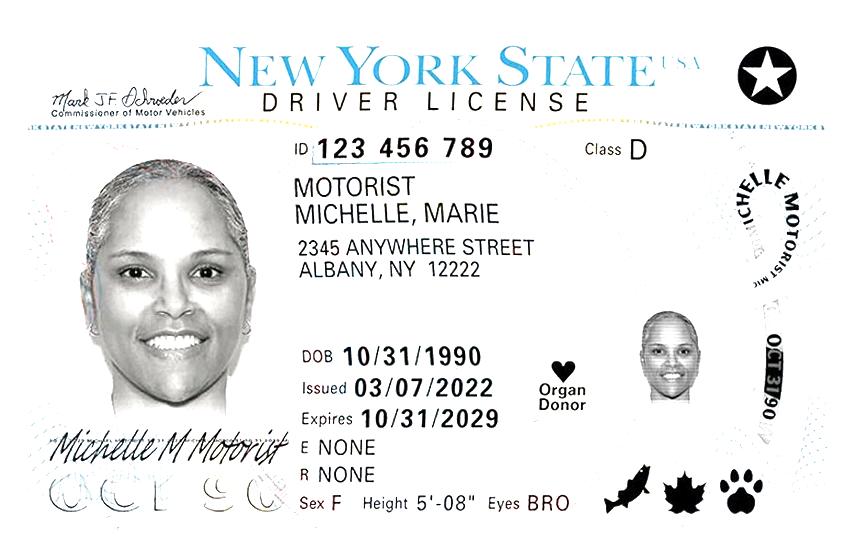 NEW YORK STATE USA
DRIVER LICENSE
Mark J.F. Schroeder
Commissioner of Motor Vehicles
ID 123 456 789
Class D
MOTORIST
MICHELLE, MARIE
2345 ANYWHERE STREET
ALBANY, NY 12222
MICHELLE MOTORIST MIC
DOB 10/31/1990
Issued 03/07/2022
Expires 10/31/2029
Organ
Donor
OCT 31/90
E NONE
R NONE
Sex F Height 5'-08" Eyes BRO
Michelle M Motorist
OCT 90